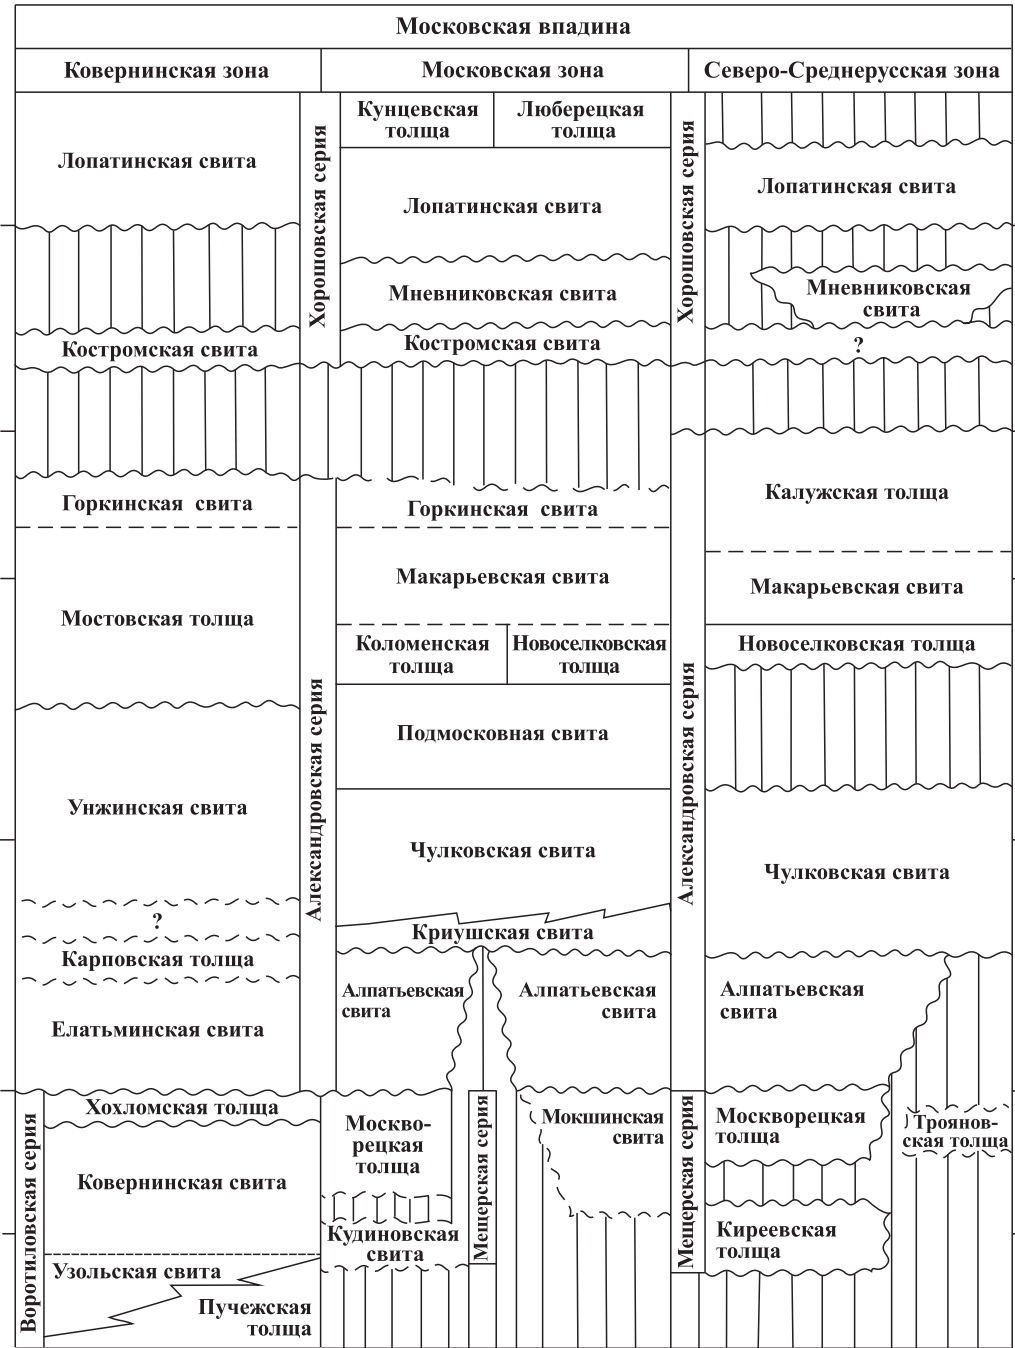 Московская впадина
Ковернинская зона
Московская зона
Северо-Среднерусская зона
Лопатинская свита
Костромская свита
Горкинская свита
Мостовская толща
Унжинская свита
?
Карповская толща
Елатьминская свита
Воротиловская серия
Хохломская толща
Ковернинская свита
Узольская свита
Пучежская
толща
Хорошовская серия
Александровская серия
Кунцевская
толща
Люберецкая
толща
Лопатинская свита
Мневниковская свита
Костромская свита
Горкинская свита
Макарьевская свита
Коломенская
толща
Новоселковская
толща
Подмосковная свита
Чулковская свита
Криушская свита
Алпатьевская
свита
Алпатьевская
свита
Москво-
рецкая
толща
Кудиновская
свита
Мещерская серия
Мокшинская
свита
Хорошовская серия
Александровская серия
Мещерская серия
Лопатинская свита
Мневниковская
свита
?
Калужская толща
Макарьевская свита
Новоселковская толща
Чулковская свита
Алпатьевская
свита
Москворецкая
толща
Троянов-
ская толща
Киреевская
толща